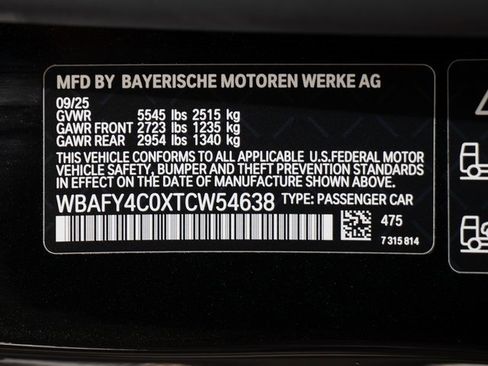 MFD BY BAYERISCHE MOTOREN WERKE AG
09/25
GVWR 5545 lbs 2515 kg
GAWR FRONT 2723 lbs 1235 kg
GAWR REAR 2954 lbs 1340 kg
THIS VEHICLE CONFORMS TO ALL APPLICABLE U.S.FEDERAL MOTOR
VEHICLE SAFETY, BUMPER AND THEFT PREVENTION STANDARDS
IN EFFECT ON THE DATE OF MANUFACTURE SHOWN ABOVE.
WBAFY4C0XTCW54638 TYPE: PASSENGER CAR
475
7 315 814